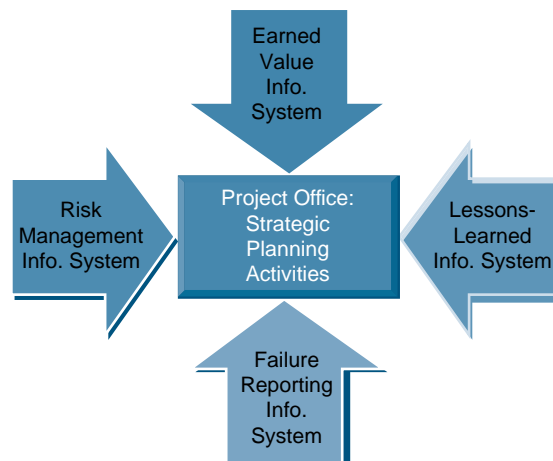 Earned
Value
Info.
System
Risk
Management
Info. System
Project Office:
Strategic
Planning
Activities
Lessons-
Learned
Info. System
Failure
Reporting
Info.
System